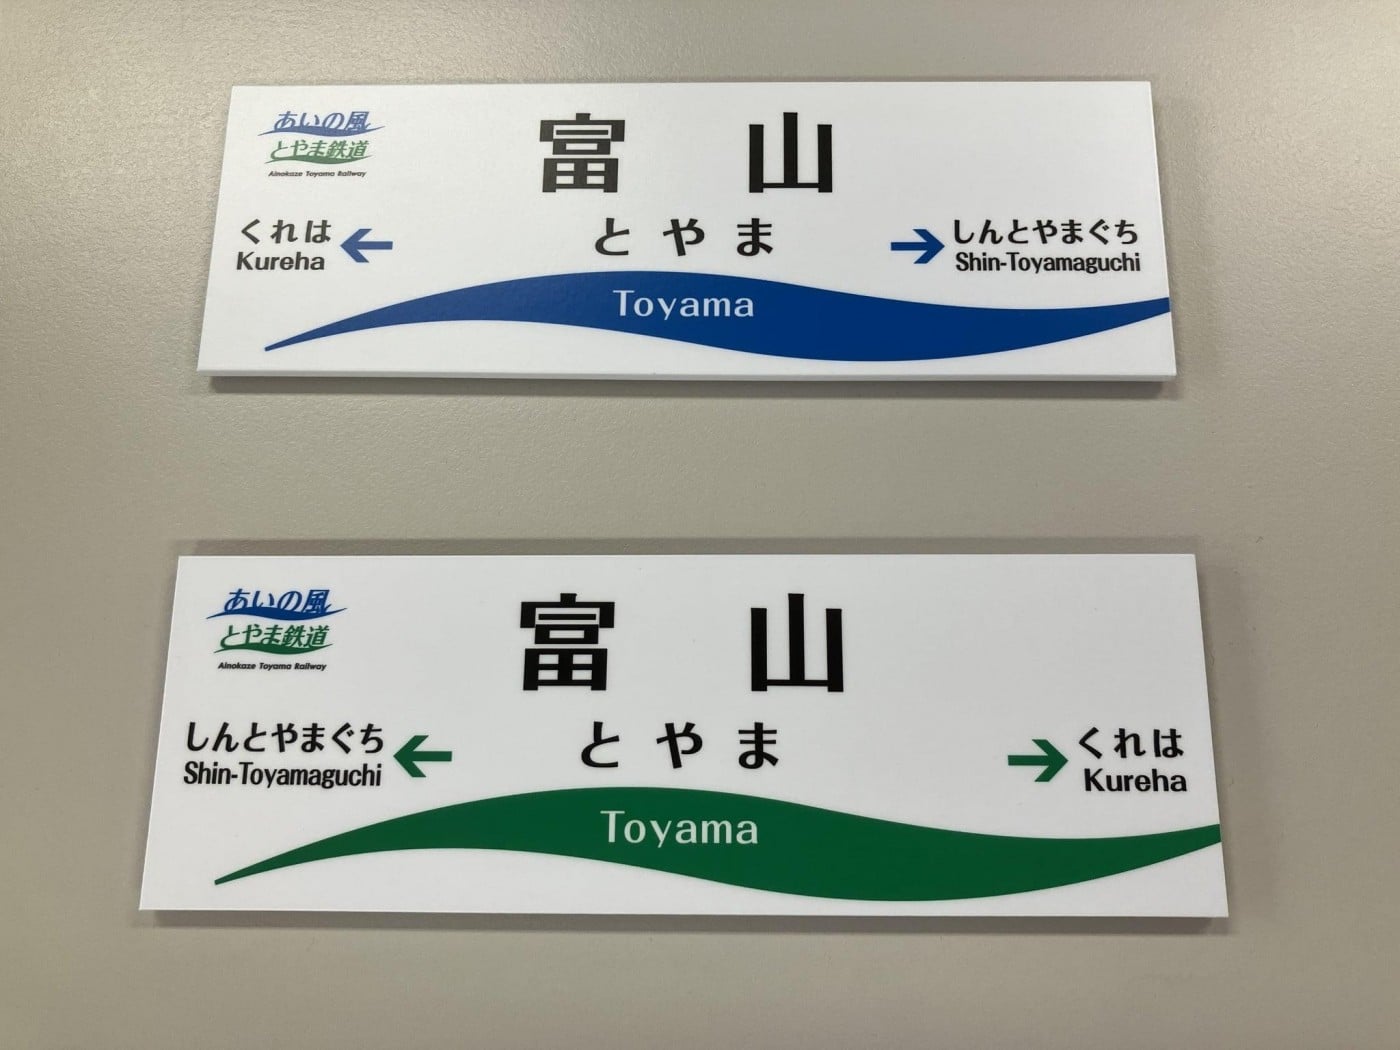 あいの風
とやま鉄道
Ainokaze Toyama Railway
富山
とやま
くれは
Kureha
しんとやまぐち
Shin-Toyamaguchi
Toyama
あいの風
とやま鉄道
Ainokaze Toyama Railway
富山
とやま
しんとやまぐち
Shin-Toyamaguchi
くれは
Kureha
Toyama